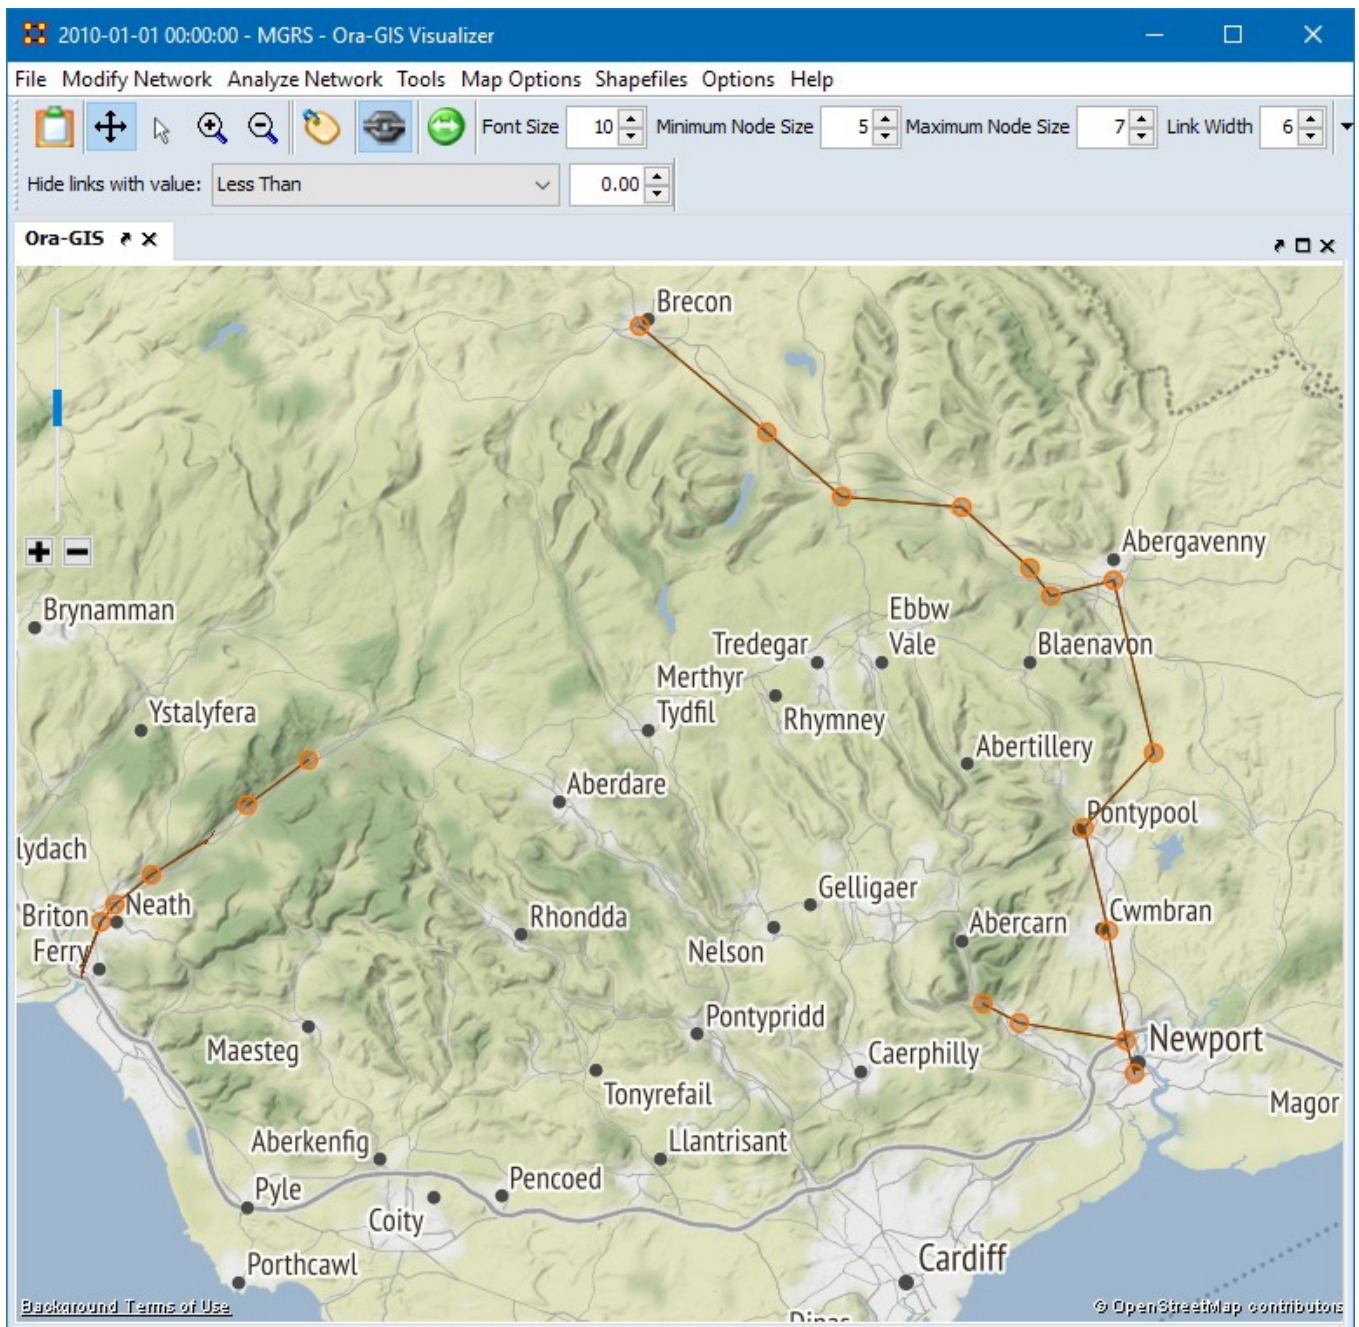 2010-01-01 00:00:00 - MGRS - Ora-GIS Visualizer
File Modify Network Analyze Network Tools Map Options Shapefiles Options Help
Font Size 10 Minimum Node Size 5 Maximum Node Size 7 Link Width 6
Hide links with value: Less Than 0.00
Ora-GIS
Brecon
Abergavenny
Brynamman
Ebbw
Vale
Tredegar
Blaenavon
Merthyr
Tydfil
Rhymney
Ystalyfera
Abertillery
Aberdare
Pontypool
lydach
Gelligaer
Neath
Briton
Ferry
Rhondda
Abercarn
Cwmbran
Nelson
Pontypridd
Newport
Maesteg
Caerphilly
Tonyrefail
Magor
Aberkenfig
Llantrisant
Pyle
Pencoed
Coity
Porthcawl
Cardiff
Background Terms of Use
© OpenStreetMap contributors